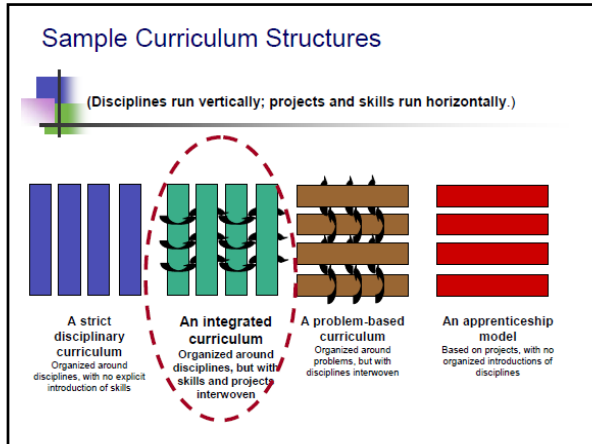 Sample Curriculum Structures
(Disciplines run vertically; projects and skills run horizontally.)
A strict
disciplinary
curriculum
Organized around
disciplines, with no explicit
introduction of skills
An integrated
curriculum
Organized around
disciplines, but with
skills and projects
interwoven
A problem-based
curriculum
Organized around
problems, but with
disciplines interwoven
An apprenticeship
model
Based on projects, with no
organized introductions of
disciplines